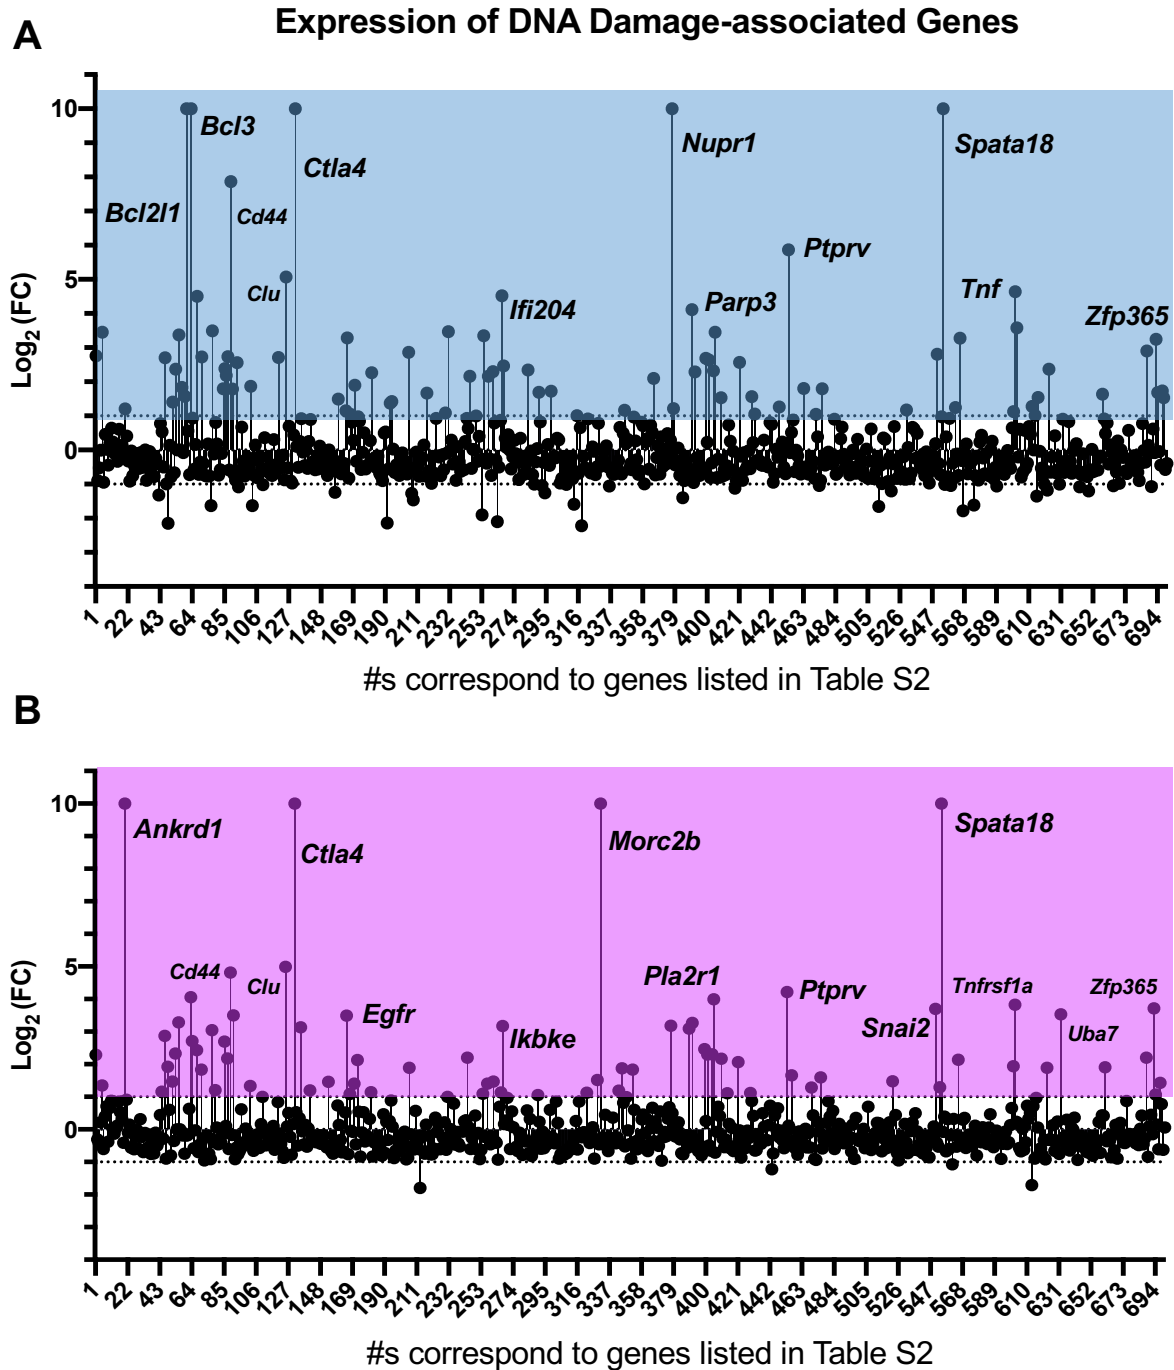 Expression of DNA Damage-associated Genes
A
Log2 (FC)
10
5
0
Bcl3
Bcl2l1
Cd44
Clu
Ctla4
Ifi204
Nupr1
Parp3
Ptprv
Spata18
Tnf
Zfp365
1 22 43 64 85 106 127 148 169 190 211 232 253 274 295 316 337 358 379 400 421 442 463 484 505 526 547 568 589 610 631 652 673 694
#s correspond to genes listed in Table S2
B
Log2 (FC)
10
5
0
Ankrd1
Ctla4
Cd44
Clu
Egfr
Ikbke
Morc2b
Pla2r1
Ptprv
Spata18
Snai2
Tnfrsf1a
Uba7
Zfp365
1 22 43 64 85 106 127 148 169 190 211 232 253 274 295 316 337 358 379 400 421 442 463 484 505 526 547 568 589 610 631 652 673 694
#s correspond to genes listed in Table S2